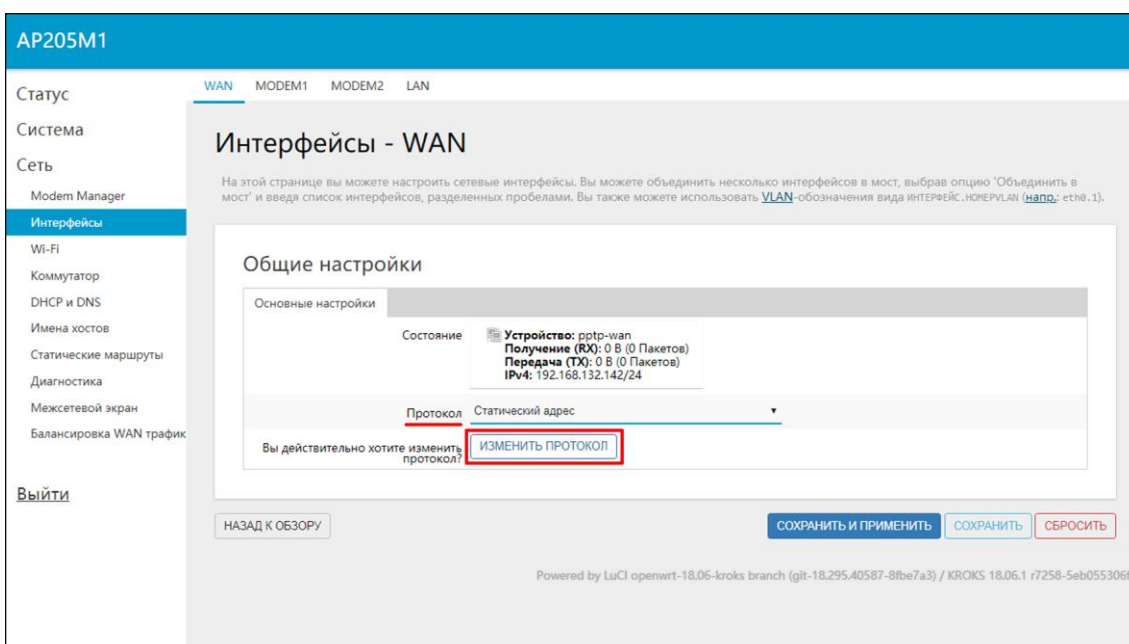 AP205M1
Статус
Система
Сеть
Modem Manager
Интерфейсы
Wi-Fi
Коммутатор
DHCP и DNS
Имена хостов
Статические маршруты
Диагностика
Межсетевой экран
Балансировка WAN трафик
Выйти
WAN MODEM1 MODEM2 LAN
Интерфейсы - WAN
На этой странице вы можете настроить сетевые интерфейсы. Вы можете объединить несколько интерфейсов в мост, выбрав опцию 'Объединить в
мост' и введя список интерфейсов, разделенных пробелами. Вы также можете использовать VLAN-обозначения вида ИНТЕРФЕЙС.НОМЕРVLAN (напр.: eth0.1).
Общие настройки
Основные настройки
Состояние
Устройство: pptp-wan
Получение (RX): 0 B (0 Пакетов)
Передача (TX): 0 B (0 Пакетов)
IPv4: 192.168.132.142/24
Протокол Статический адрес
Вы действительно хотите изменить
протокол?
ИЗМЕНИТЬ ПРОТОКОЛ
НАЗАД К ОБЗОРУ
СОХРАНИТЬ И ПРИМЕНИТЬ СОХРАНИТЬ СБРОСИТЬ
Powered by LuCI openwrt-18.06-kroks branch (git-18.295.40587-8fbe7a3) / KROKS 18.06.1 r7258-5eb055306